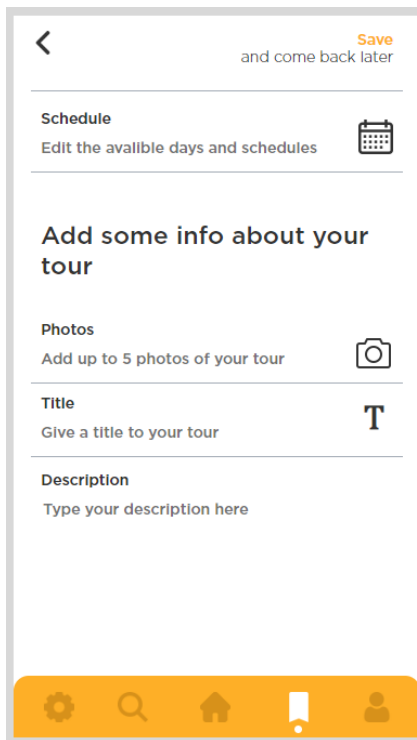 Save
and come back later
Schedule
Edit the avalible days and schedules
Add some info about your
tour
Photos
Add up to 5 photos of your tour
Title
Give a title to your tour
T
Description
Type your description here